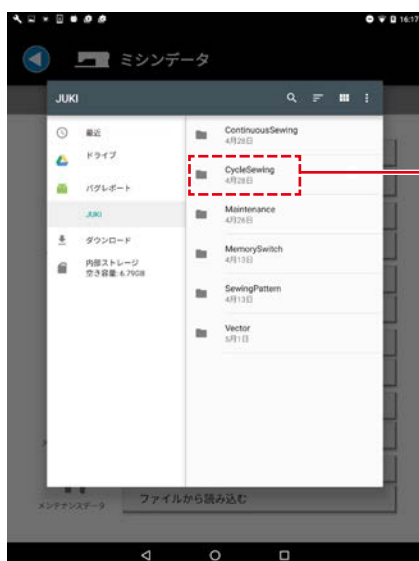 16:17
ミシンデータ
JUKI
最近
ドライブ
バグレポート
JUKI
ダウンロード
内部ストレージ
空き容量: 6.79GB
ContinuousSewing
4月26日
CycleSewing
4月28日
Maintenance
4月26日
MemorySwitch
4月13日
SewingPattern
4月13日
Vector
5月1日
ファイルから読み込む
メンテナンスデータ